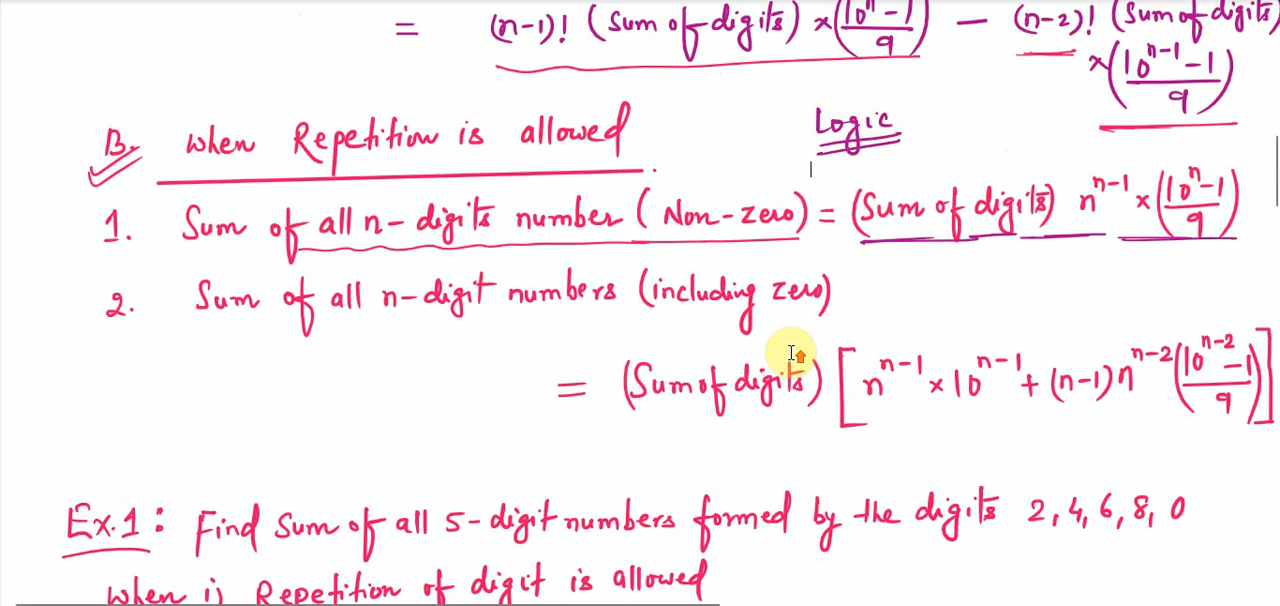 = (n-1)! (Sum of digits) × (10ⁿ - 1 / 9) - (n-2)! (Sum of digits)
× (10ⁿ⁻¹ - 1 / 9)
B. When Repetition is allowed
Logic
1. Sum of all n-digits number (Non-zero) = (Sum of digits) nⁿ⁻¹ × (10ⁿ - 1 / 9)
2. Sum of all n-digit numbers (including zero)
= (Sum of digits) [nⁿ⁻¹ × 10ⁿ⁻¹ + (n-1) nⁿ⁻² (10ⁿ⁻² - 1 / 9)]
Ex.1 : Find Sum of all 5-digit numbers formed by the digits 2, 4, 6, 8, 0
when i) Repetition of digit is allowed